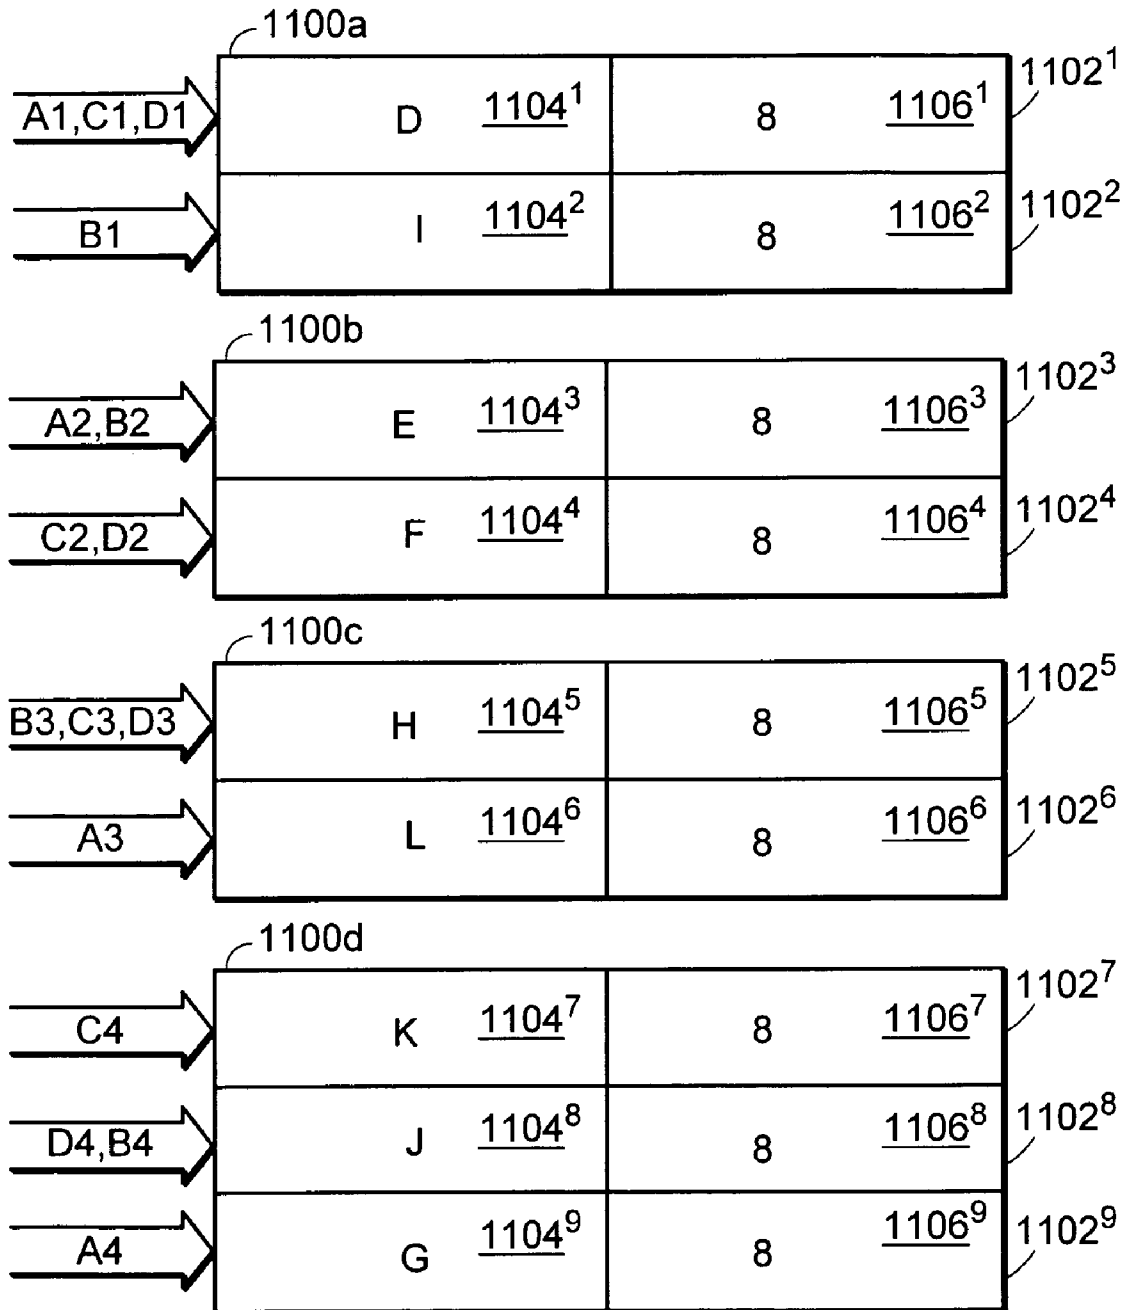 1100a
A1,C1,D1 D 1104¹ 8 1106¹ 1102¹
B1 I 1104² 8 1106² 1102²
1100b
A2,B2 E 1104³ 8 1106³ 1102³
C2,D2 F 1104⁴ 8 1106⁴ 1102⁴
1100c
B3,C3,D3 H 1104⁵ 8 1106⁵ 1102⁵
A3 L 1104⁶ 8 1106⁶ 1102⁶
1100d
C4 K 1104⁷ 8 1106⁷ 1102⁷
D4,B4 J 1104⁸ 8 1106⁸ 1102⁸
A4 G 1104⁹ 8 1106⁹ 1102⁹